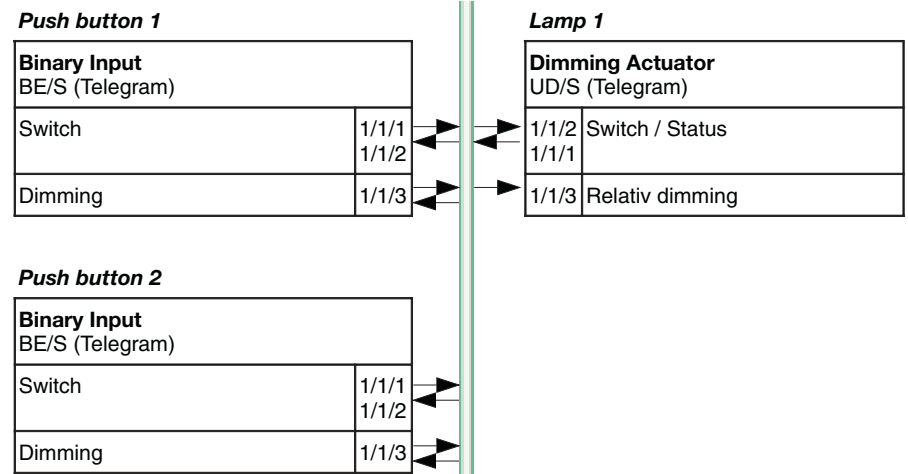 Push button 1
Binary Input
BE/S (Telegram)
Switch 1/1/1
1/1/2
Dimming 1/1/3
Lamp 1
Dimming Actuator
UD/S (Telegram)
1/1/2 Switch / Status
1/1/1
1/1/3 Relativ dimming
Push button 2
Binary Input
BE/S (Telegram)
Switch 1/1/1
1/1/2
Dimming 1/1/3